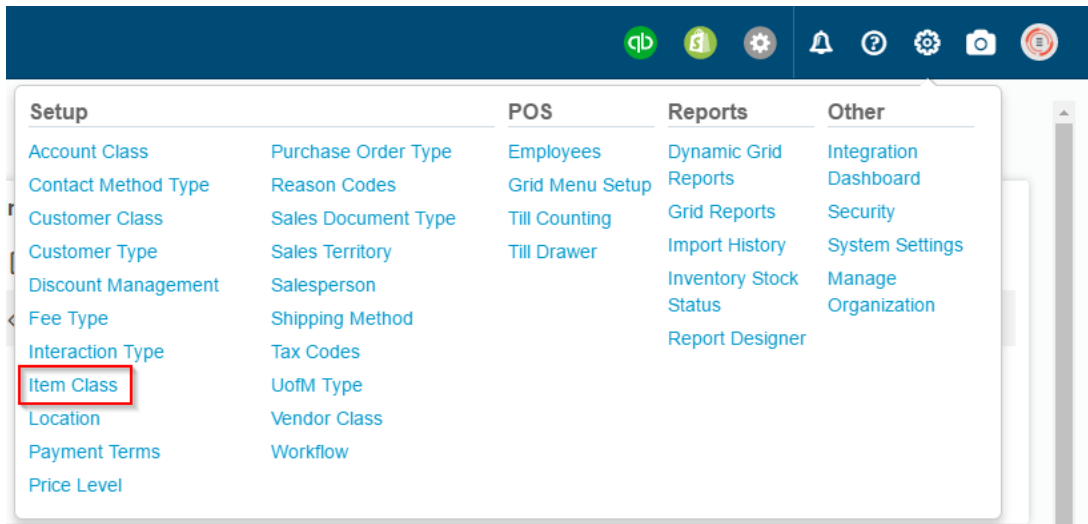 qb
S
Setup
Account Class
Contact Method Type
Customer Class
Customer Type
Discount Management
Fee Type
Interaction Type
Item Class
Location
Payment Terms
Price Level
Purchase Order Type
Reason Codes
Sales Document Type
Sales Territory
Salesperson
Shipping Method
Tax Codes
UofM Type
Vendor Class
Workflow
POS
Employees
Grid Menu Setup
Till Counting
Till Drawer
Reports
Dynamic Grid
Reports
Grid Reports
Import History
Inventory Stock
Status
Report Designer
Other
Integration
Dashboard
Security
System Settings
Manage
Organization